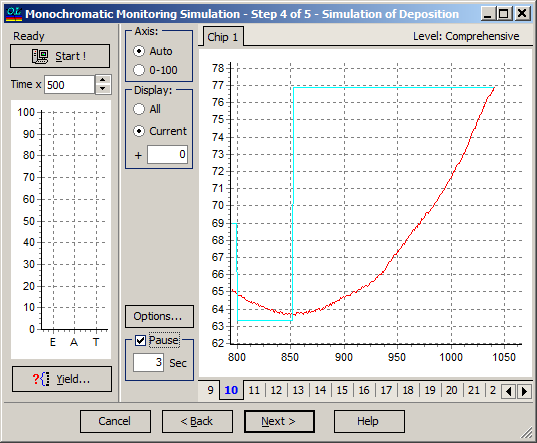 OL Monochromatic Monitoring Simulation - Step 4 of 5 - Simulation of Deposition
Ready
Start !
Time x 500
100
90
80
70
60
50
40
30
20
10
0
E A T
?{} Yield...
Axis:
Auto
0-100
Display:
All
Current
+ 0
Options...
Pause
3 Sec
Chip 1
Level: Comprehensive
78
77
76
75
74
73
72
71
70
69
68
67
66
65
64
63
62
800 850 900 950 1000 1050
9 10 11 12 13 14 15 16 17 18 19 20 21 2
Cancel
< Back
Next >
Help